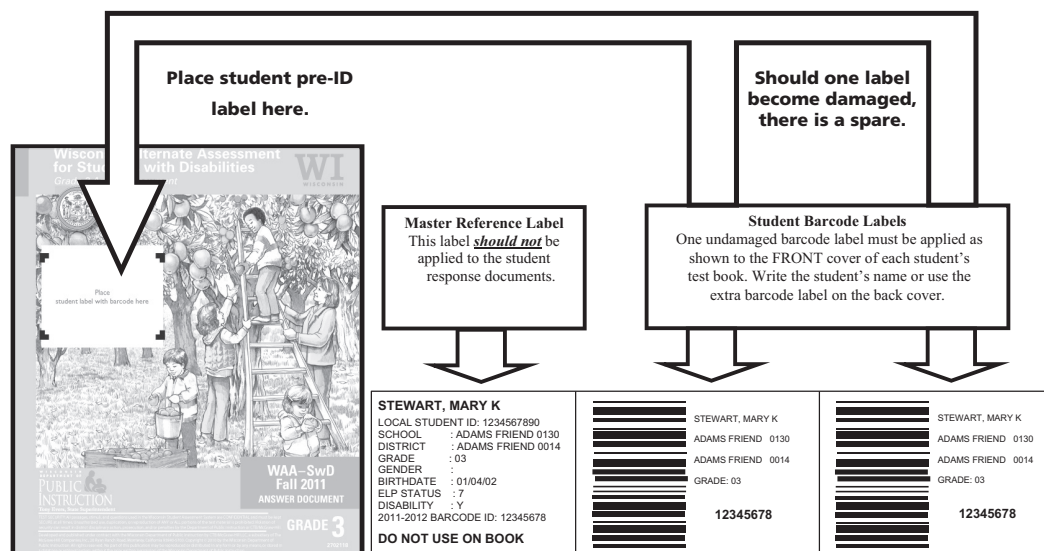 Place student pre-ID
label here.
Should one label
become damaged,
there is a spare.
Wisconsin Alternate Assessment
for Students with Disabilities
WI
WISCONSIN
Place
student label with barcode here
Master Reference Label
This label should not be
applied to the student
response documents.
Student Barcode Labels
One undamaged barcode label must be applied as
shown to the FRONT cover of each student's
test book. Write the student's name or use the
extra barcode label on the back cover.
PUBLIC
INSTRUCTION
WAA–SwD
Fall 2011
ANSWER DOCUMENT
GRADE 3
STEWART, MARY K
LOCAL STUDENT ID: 1234567890
SCHOOL : ADAMS FRIEND 0130
DISTRICT : ADAMS FRIEND 0014
GRADE : 03
GENDER :
BIRTHDATE : 01/04/02
ELP STATUS : 7
DISABILITY : Y
2011-2012 BARCODE ID: 12345678
DO NOT USE ON BOOK
STEWART, MARY K
ADAMS FRIEND 0130
ADAMS FRIEND 0014
GRADE: 03
12345678
STEWART, MARY K
ADAMS FRIEND 0130
ADAMS FRIEND 0014
GRADE: 03
12345678